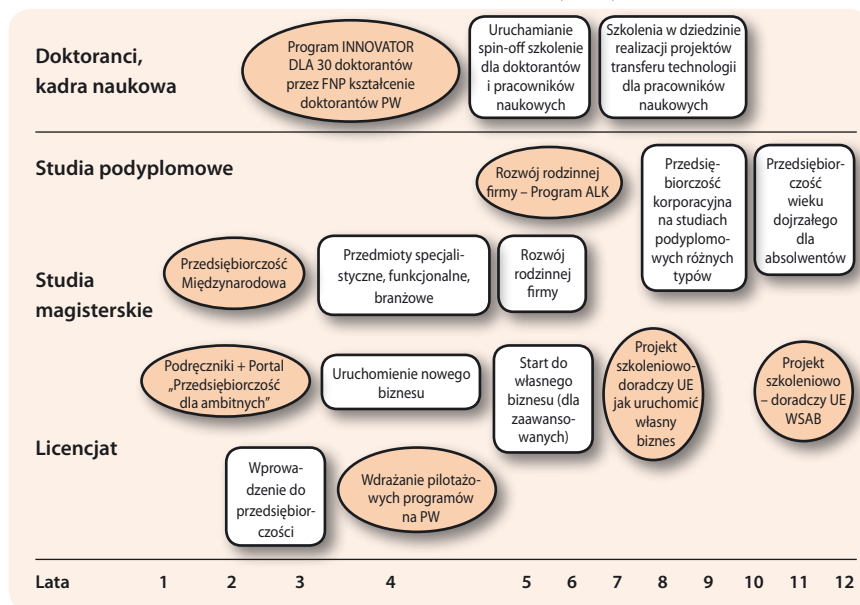 Doktoranci,
kadra naukowa
Program INNOVATOR
DLA 30 doktorantów
przez FNP kształcenie
doktorantów PW
Uruchamianie
spin-off szkolenie
dla doktorantów
i pracowników
naukowych
Szkolenia w dziedzinie
realizacji projektów
transferu technologii
dla pracowników
naukowych
Studia podyplomowe
Rozwój rodzinnej
firmy – Program ALK
Przedsię-
biorczość
korporacyjna
na studiach
podyplomo-
wych różnych
typów
Przedsiębior-
czość
wieku
dojrzałego
dla
absolwentów
Studia
magisterskie
Przedsiębiorczość
Międzynarodowa
Przedmioty specjali-
styczne, funkcjonalne,
branżowe
Rozwój
rodzinnej
firmy
Podręczniki + Portal
„Przedsiębiorczość
dla ambitnych”
Uruchomienie nowego
biznesu
Start do
własnego
biznesu (dla
zaawanso-
wanych)
Projekt
szkoleniowo-
doradczy UE
jak uruchomić
własny
biznes
Projekt
szkoleniowo
– doradczy UE
WSAB
Licencjat
Wprowa-
dzenie do
przedsiębior-
czości
Wdrażanie pilotażo-
wych programów
na PW
Lata 1 2 3 4 5 6 7 8 9 10 11 12